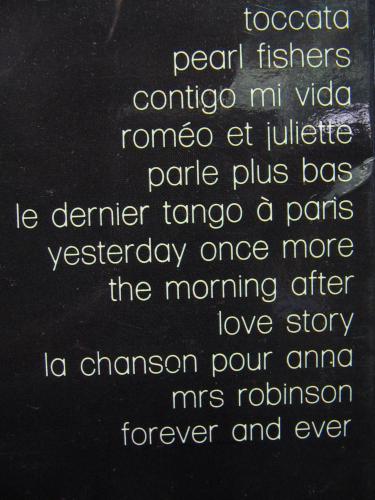 toccata
pearl fishers
contigo mi vida
roméo et juliette
parle plus bas
le dernier tango à paris
yesterday once more
the morning after
love story
la chanson pour anna
mrs robinson
forever and ever